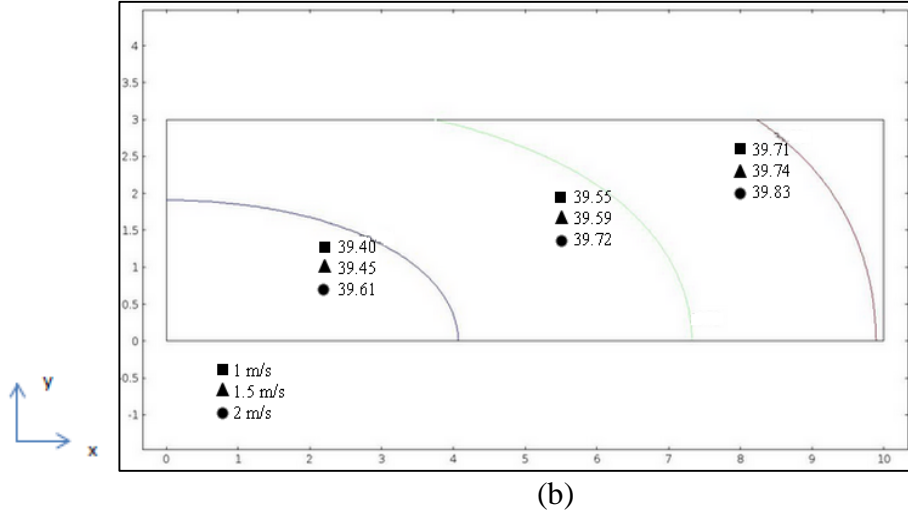 4
3.5
3
■ 39.71
2.5
▲ 39.74
● 39.83
2
■ 39.55
▲ 39.59
● 39.72
1.5
■ 39.40
▲ 39.45
● 39.61
1
0.5
0
■ 1 m/s
▲ 1.5 m/s
● 2 m/s
-0.5
-1
y
x
0 1 2 3 4 5 6 7 8 9 10
(b)